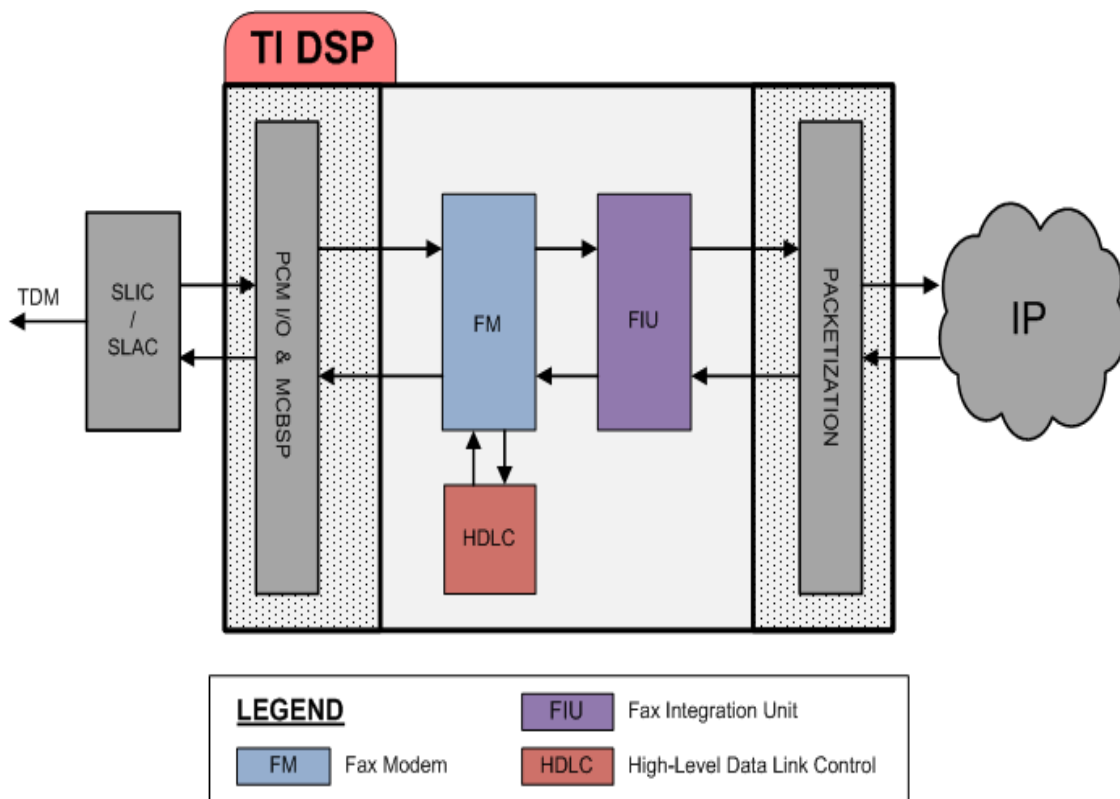 TI DSP
TDM
SLIC
/
SLAC
PCM I/O & MCBSP
FM
FIU
HDLC
PACKETIZATION
IP
LEGEND
FM Fax Modem
FIU Fax Integration Unit
HDLC High-Level Data Link Control